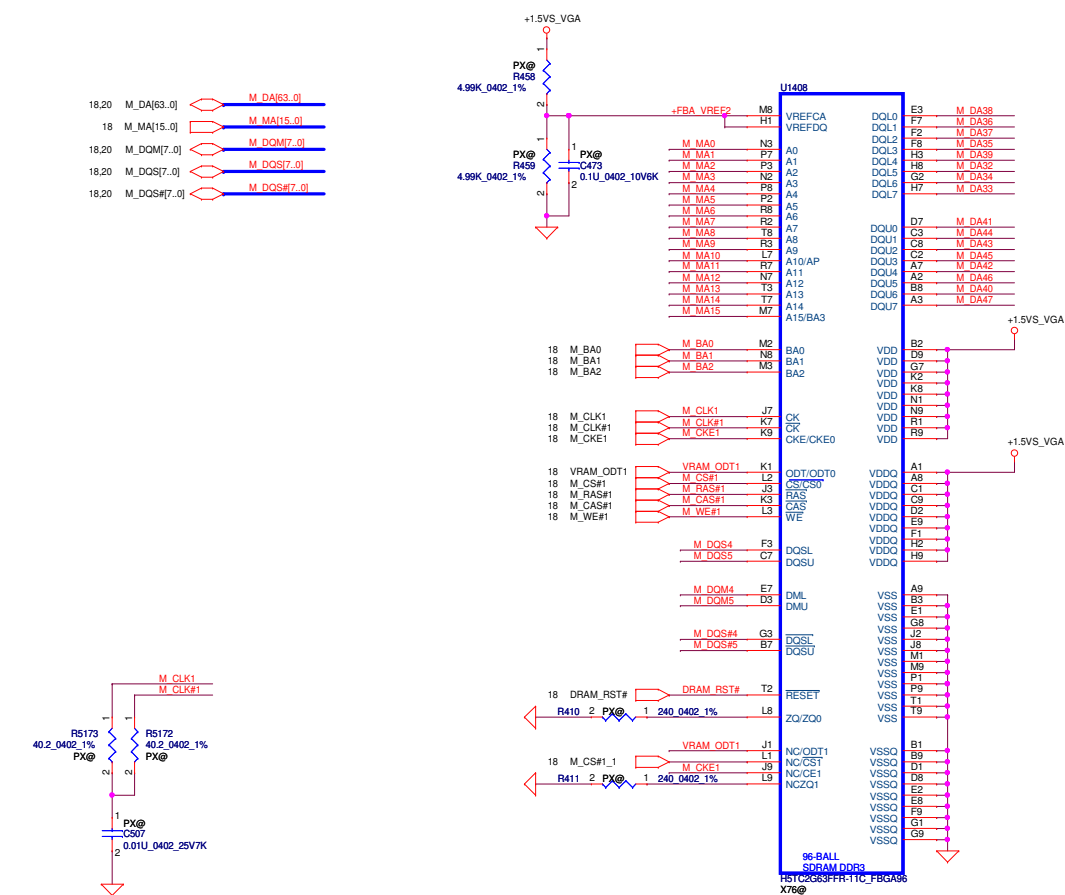 +1.5VS_VGA
1
PX@
R458
4.99K_0402_1%
2
1
PX@
R459
4.99K_0402_1%
2
1
PX@
C473
0.1U_0402_10V6K
2
18,20 M_DA[63..0] M_DA[63..0]
18 M_MA[15..0] M_MA[15..0]
18,20 M_DQM[7..0] M_DQM[7..0]
18,20 M_DQS[7..0] M_DQS[7..0]
18,20 M_DQS#[7..0] M_DQS#[7..0]
U1408
+FBA_VREF2 M8 VREFCA
H1 VREFDQ
M_MA0 N3 A0
M_MA1 P7 A1
M_MA2 P3 A2
M_MA3 N2 A3
M_MA4 P8 A4
M_MA5 P2 A5
M_MA6 R8 A6
M_MA7 R2 A7
M_MA8 T8 A8
M_MA9 R3 A9
M_MA10 L7 A10/AP
M_MA11 R7 A11
M_MA12 N7 A12
M_MA13 T3 A13
M_MA14 T7 A14
M_MA15 M7 A15/BA3
18 M_BA0 M_BA0 M2 BA0
18 M_BA1 M_BA1 N8 BA1
18 M_BA2 M_BA2 M3 BA2
18 M_CLK1 M_CLK1 J7 CK
18 M_CLK#1 M_CLK#1 K7 CK
18 M_CKE1 M_CKE1 K9 CKE/CKE0
18 VRAM_ODT1 VRAM_ODT1 K1 ODT/ODT0
18 M_CS#1 M_CS#1 L2 CS/CS0
18 M_RAS#1 M_RAS#1 J3 RAS
18 M_CAS#1 M_CAS#1 K3 CAS
18 M_WE#1 M_WE#1 L3 WE
M_DQS4 F3 DQSL
M_DQS5 C7 DQSU
M_DQM4 E7 DML
M_DQM5 D3 DMU
M_DQS#4 G3 DQSL
M_DQS#5 B7 DQSU
18 DRAM_RST# DRAM_RST# T2 RESET
R410 2 PX@ 1 240_0402_1% L8 ZQ/ZQ0
VRAM_ODT1 J1 NC/ODT1
18 M_CS#1_1 L1 NC/CS1
M_CKE1 J9 NC/CE1
R411 2 PX@ 1 240_0402_1% L9 NCZQ1
DQL0 E3 M_DA38
DQL1 F7 M_DA36
DQL2 F2 M_DA37
DQL3 F8 M_DA35
DQL4 H3 M_DA39
DQL5 H8 M_DA32
DQL6 G2 M_DA34
DQL7 H7 M_DA33
DQU0 D7 M_DA41
DQU1 C3 M_DA44
DQU2 C8 M_DA43
DQU3 C2 M_DA45
DQU4 A7 M_DA42
DQU5 A2 M_DA46
DQU6 B8 M_DA40
DQU7 A3 M_DA47
+1.5VS_VGA
VDD B2
VDD D9
VDD G7
VDD K2
VDD K8
VDD N1
VDD N9
VDD R1
VDD R9
+1.5VS_VGA
VDDQ A1
VDDQ A8
VDDQ C1
VDDQ C9
VDDQ D2
VDDQ E9
VDDQ F1
VDDQ H2
VDDQ H9
VSS A9
VSS B3
VSS E1
VSS G8
VSS J2
VSS J8
VSS M1
VSS M9
VSS P1
VSS P9
VSS T1
VSS T9
VSSQ B1
VSSQ B9
VSSQ D1
VSSQ D8
VSSQ E2
VSSQ E8
VSSQ F9
VSSQ G1
VSSQ G9
96-BALL
SDRAM DDR3
H5TC2G63FFR-11C_FBGA96
X76@
M_CLK1
M_CLK#1
1
1
R5173
40.2_0402_1%
PX@
2
R5172
40.2_0402_1%
PX@
2
1
PX@
C507
0.01U_0402_25V7K
2